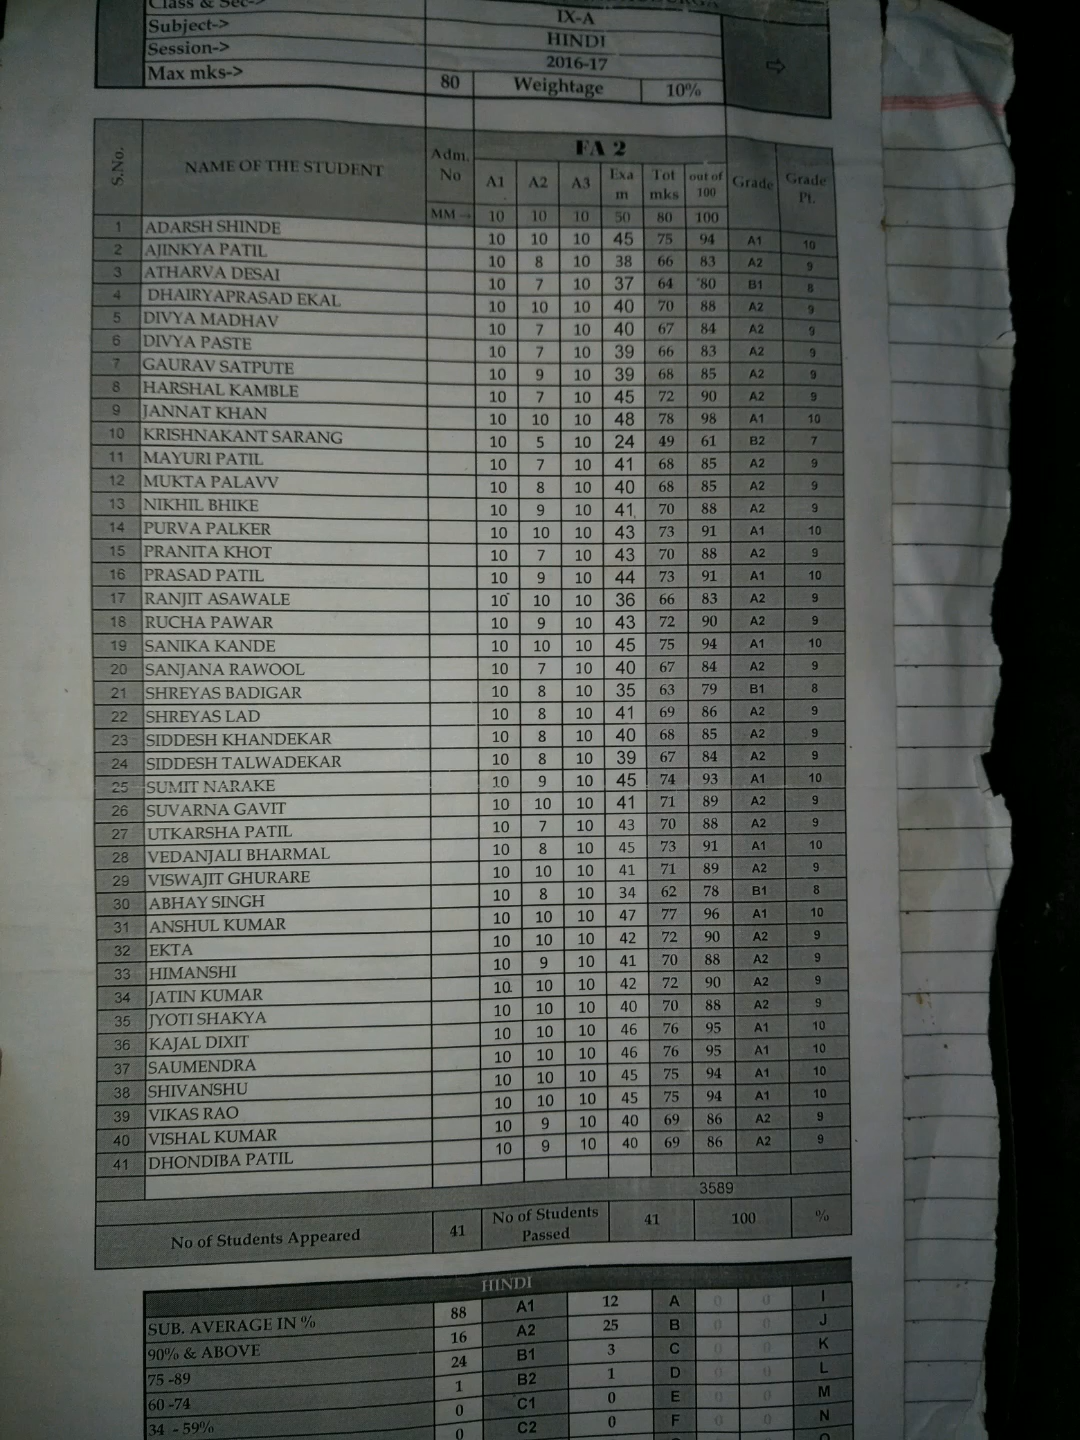 Class & Sec->
IX-A
Subject-> HINDI
Session-> 2016-17
Max mks-> 80 Weightage 10%
⇨
S.No. NAME OF THE STUDENT Adm. No FA 2
A1 A2 A3 Exa m Tot mks out of 100 Grade Grade Pt.
MM→ 10 10 10 50 80 100
1 ADARSH SHINDE 10 10 10 45 75 94 A1 10
2 AJINKYA PATIL 10 8 10 38 66 83 A2 9
3 ATHARVA DESAI 10 7 10 37 64 80 B1 8
4 DHAIRYAPRASAD EKAL 10 10 10 40 70 88 A2 9
5 DIVYA MADHAV 10 7 10 40 67 84 A2 9
6 DIVYA PASTE 10 7 10 39 66 83 A2 9
7 GAURAV SATPUTE 10 9 10 39 68 85 A2 9
8 HARSHAL KAMBLE 10 7 10 45 72 90 A2 9
9 JANNAT KHAN 10 10 10 48 78 98 A1 10
10 KRISHNAKANT SARANG 10 5 10 24 49 61 B2 7
11 MAYURI PATIL 10 7 10 41 68 85 A2 9
12 MUKTA PALAVV 10 8 10 40 68 85 A2 9
13 NIKHIL BHIKE 10 9 10 41 70 88 A2 9
14 PURVA PALKER 10 10 10 43 73 91 A1 10
15 PRANITA KHOT 10 7 10 43 70 88 A2 9
16 PRASAD PATIL 10 9 10 44 73 91 A1 10
17 RANJIT ASAWALE 10 10 10 36 66 83 A2 9
18 RUCHA PAWAR 10 9 10 43 72 90 A2 9
19 SANIKA KANDE 10 10 10 45 75 94 A1 10
20 SANJANA RAWOOL 10 7 10 40 67 84 A2 9
21 SHREYAS BADIGAR 10 8 10 35 63 79 B1 8
22 SHREYAS LAD 10 8 10 41 69 86 A2 9
23 SIDDESH KHANDEKAR 10 8 10 40 68 85 A2 9
24 SIDDESH TALWADEKAR 10 8 10 39 67 84 A2 9
25 SUMIT NARAKE 10 9 10 45 74 93 A1 10
26 SUVARNA GAVIT 10 10 10 41 71 89 A2 9
27 UTKARSHA PATIL 10 7 10 43 70 88 A2 9
28 VEDANJALI BHARMAL 10 8 10 45 73 91 A1 10
29 VISWAJIT GHURARE 10 10 10 41 71 89 A2 9
30 ABHAY SINGH 10 8 10 34 62 78 B1 8
31 ANSHUL KUMAR 10 10 10 47 77 96 A1 10
32 EKTA 10 10 10 42 72 90 A2 9
33 HIMANSHI 10 9 10 41 70 88 A2 9
34 JATIN KUMAR 10 10 10 42 72 90 A2 9
35 JYOTI SHAKYA 10 10 10 40 70 88 A2 9
36 KAJAL DIXIT 10 10 10 46 76 95 A1 10
37 SAUMENDRA 10 10 10 46 76 95 A1 10
38 SHIVANSHU 10 10 10 45 75 94 A1 10
39 VIKAS RAO 10 10 10 45 75 94 A1 10
40 VISHAL KUMAR 10 9 10 40 69 86 A2 9
41 DHONDIBA PATIL 10 9 10 40 69 86 A2 9
3589
No of Students Appeared 41 No of Students Passed 41 100 %
HINDI
SUB. AVERAGE IN % 88 A1 12 A 0 0 I
90% & ABOVE 16 A2 25 B 0 0 J
75 -89 24 B1 3 C 0 0 K
60 -74 1 B2 1 D 0 0 L
34 - 59% 0 C1 0 E 0 0 M
0 C2 0 F 0 0 N